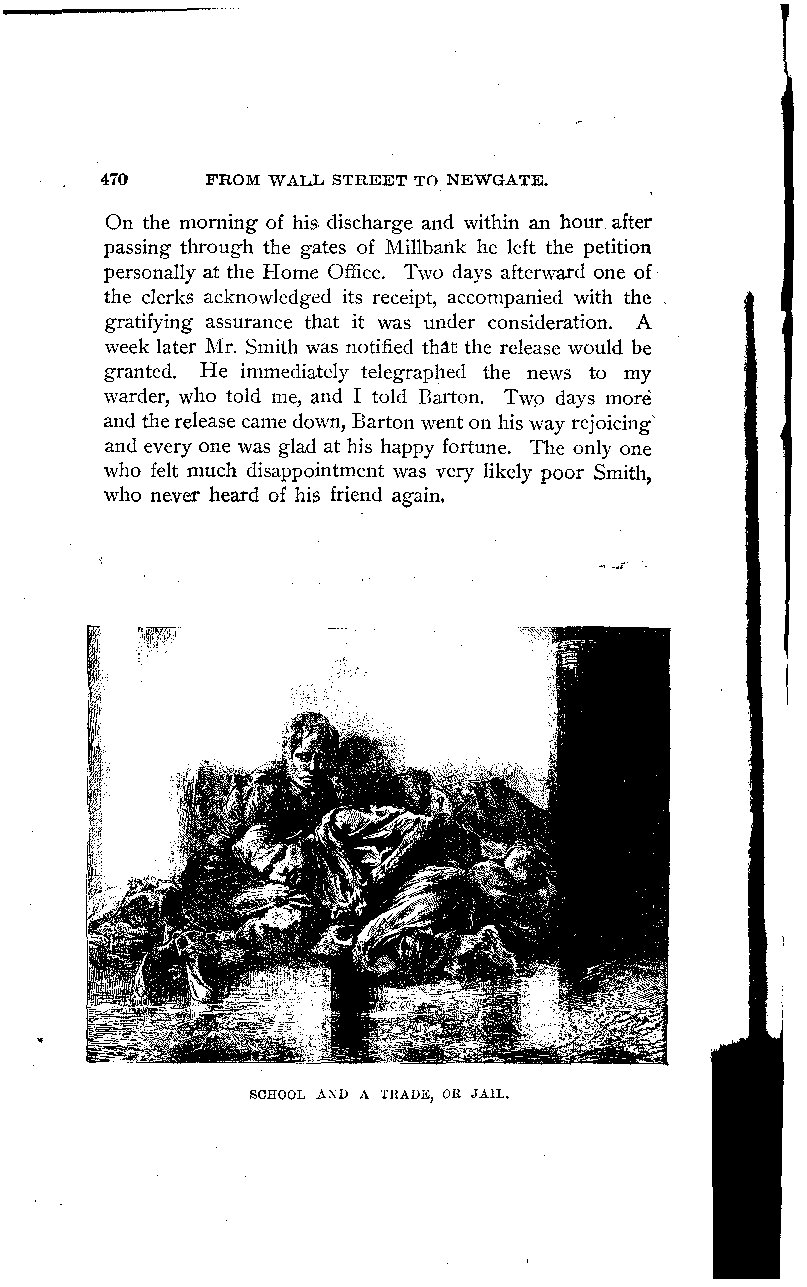 470 FROM WALL STREET TO NEWGATE.
On the morning of his discharge and within an hour after
passing through the gates of Millbank he left the petition
personally at the Home Office. Two days afterward one of
the clerks acknowledged its receipt, accompanied with the
gratifying assurance that it was under consideration. A
week later Mr. Smith was notified that the release would be
granted. He immediately telegraphed the news to my
warder, who told me, and I told Barton. Two days more
and the release came down, Barton went on his way rejoicing
and every one was glad at his happy fortune. The only one
who felt much disappointment was very likely poor Smith,
who never heard of his friend again.
SCHOOL AND A TRADE, OR JAIL.